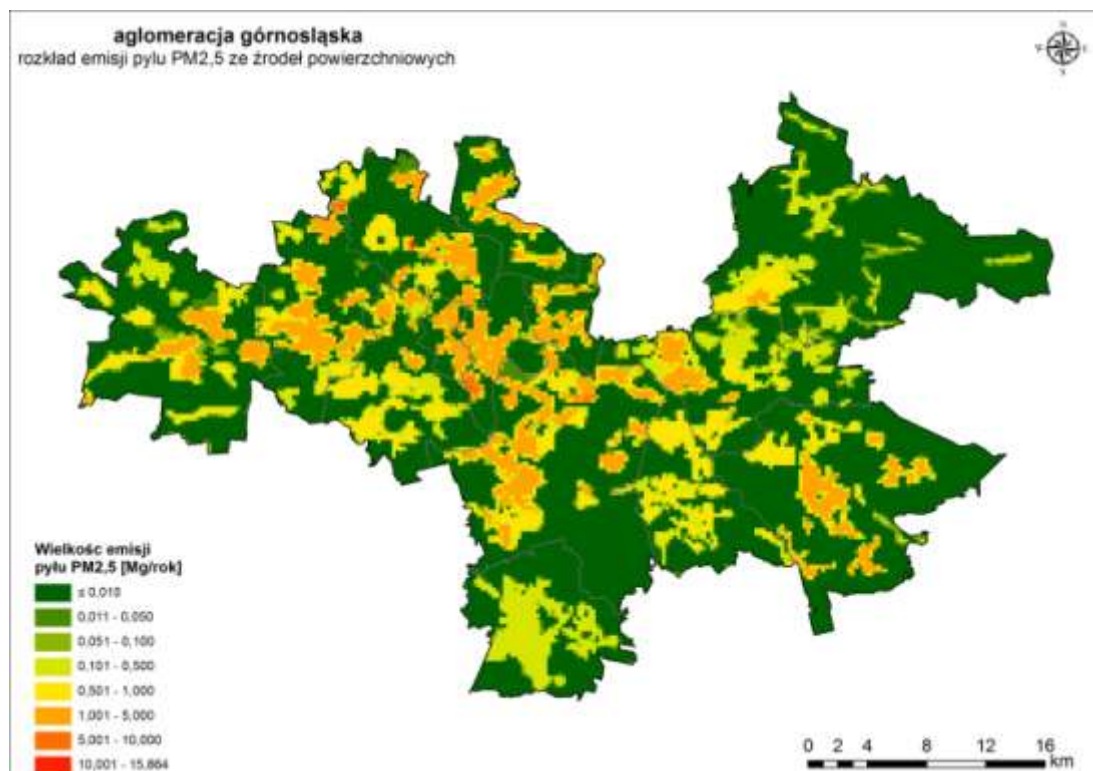 aglomeracja górnośląska
rozkład emisji pyłu PM2,5 ze źrodeł powierzchniowych
N
W
E
S
Wielkośc emisji
pyłu PM2,5 [Mg/rok]
≤ 0,010
0,011 - 0,050
0,051 - 0,100
0,101 - 0,500
0,501 - 1,000
1,001 - 5,000
5,001 - 10,000
10,001 - 15,864
0 2 4 8 12 16
km